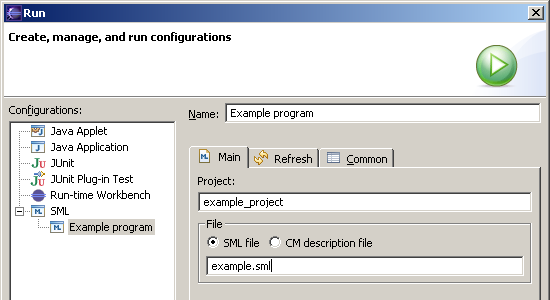 Run
Create, manage, and run configurations
Configurations:
Name: Example program
Java Applet
Java Application
JUnit
JUnit Plug-in Test
Run-time Workbench
SML
Example program
Main Refresh Common
Project:
example_project
File
SML file CM description file
example.sml